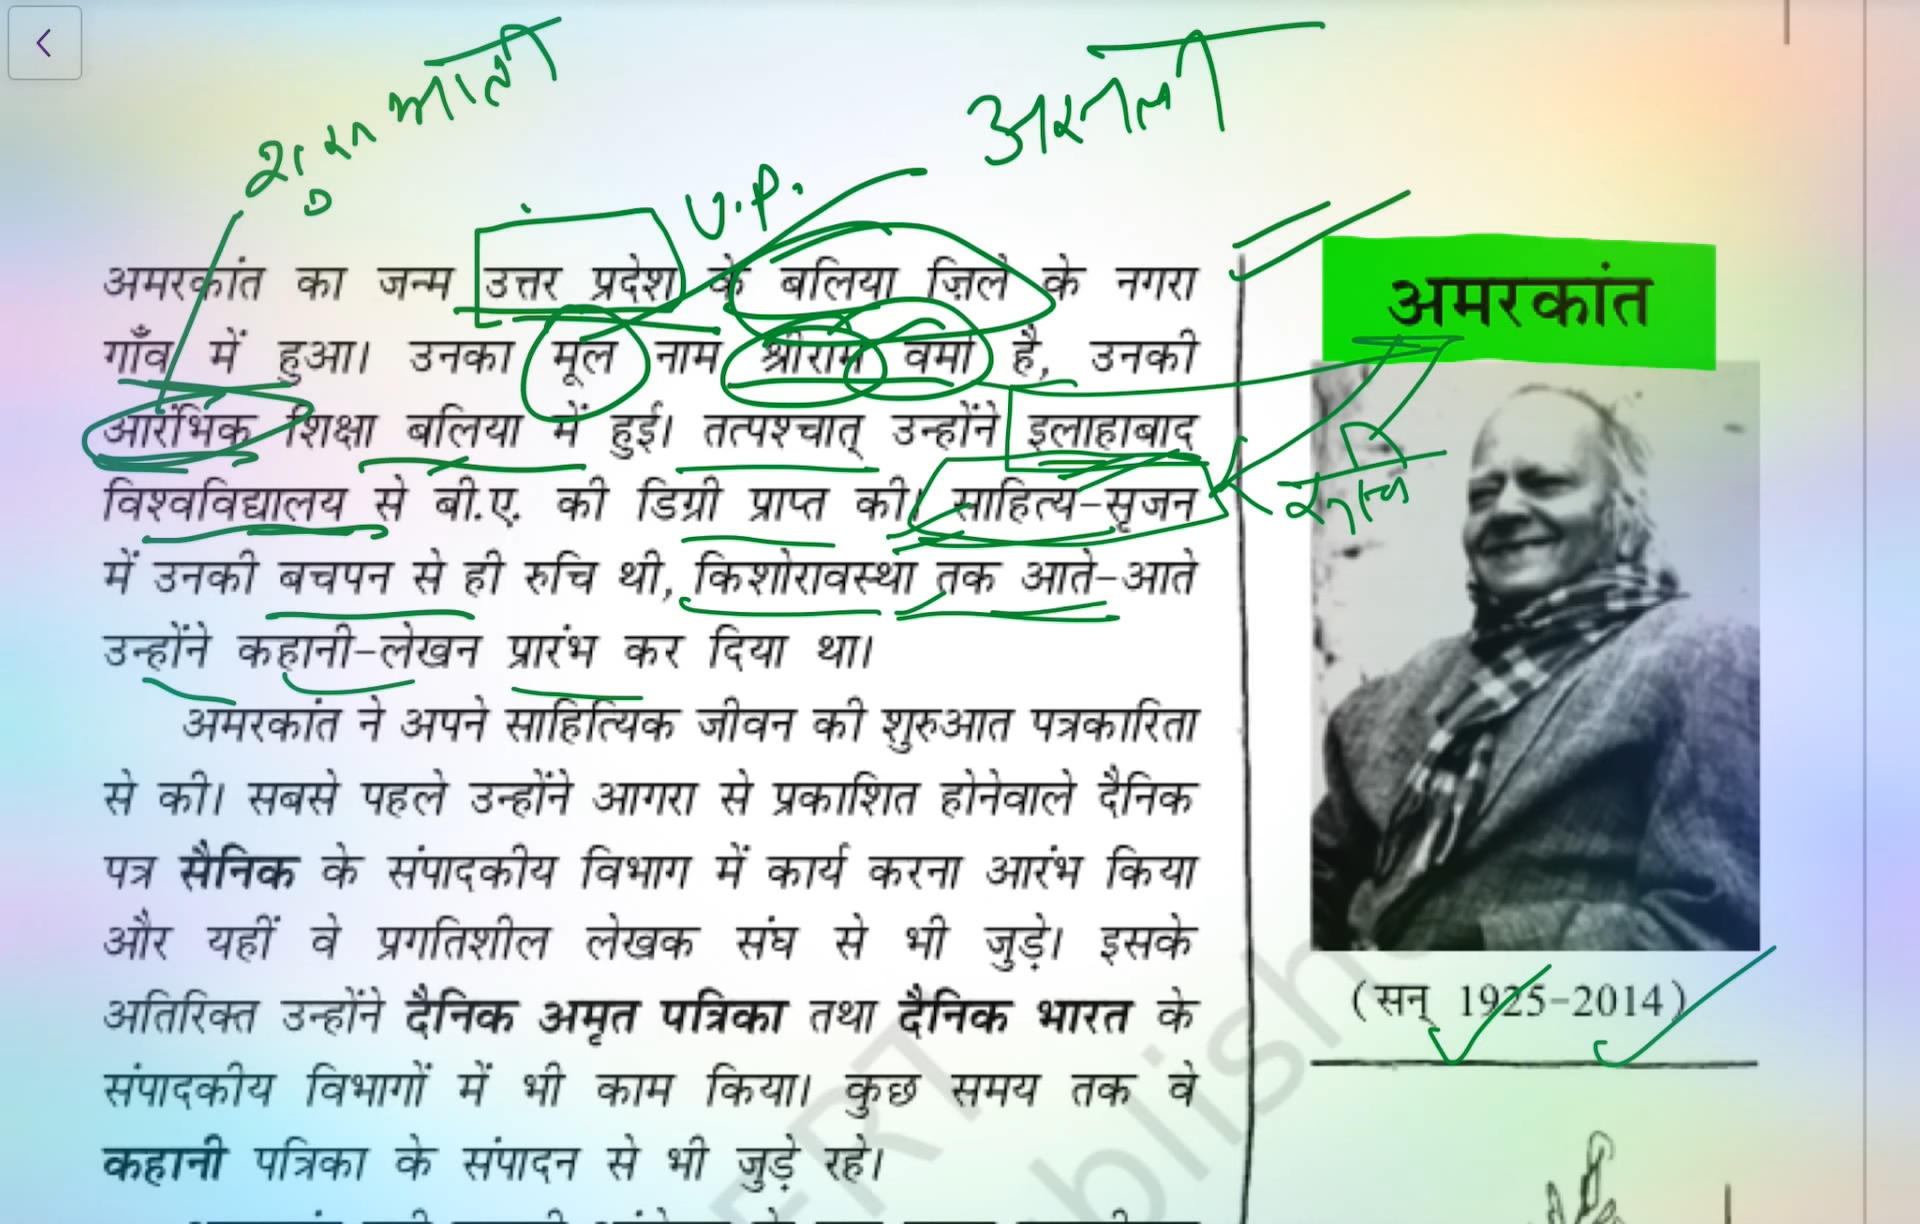 शुरुआती
असली
U.P.
अमरकांत
अमरकांत का जन्म उत्तर प्रदेश के बलिया ज़िले के नगरा
गाँव में हुआ। उनका मूल नाम श्रीराम वर्मा है, उनकी
आरंभिक शिक्षा बलिया में हुई। तत्पश्चात् उन्होंने इलाहाबाद
विश्वविद्यालय से बी.ए. की डिग्री प्राप्त की। साहित्य-सृजन
में उनकी बचपन से ही रुचि थी, किशोरावस्था तक आते-आते
उन्होंने कहानी-लेखन प्रारंभ कर दिया था।
अमरकांत ने अपने साहित्यिक जीवन की शुरुआत पत्रकारिता
से की। सबसे पहले उन्होंने आगरा से प्रकाशित होनेवाले दैनिक
पत्र सैनिक के संपादकीय विभाग में कार्य करना आरंभ किया
और यहीं वे प्रगतिशील लेखक संघ से भी जुड़े। इसके
अतिरिक्त उन्होंने दैनिक अमृत पत्रिका तथा दैनिक भारत के
संपादकीय विभागों में भी काम किया। कुछ समय तक वे
कहानी पत्रिका के संपादन से भी जुड़े रहे।
(सन् 1925-2014)